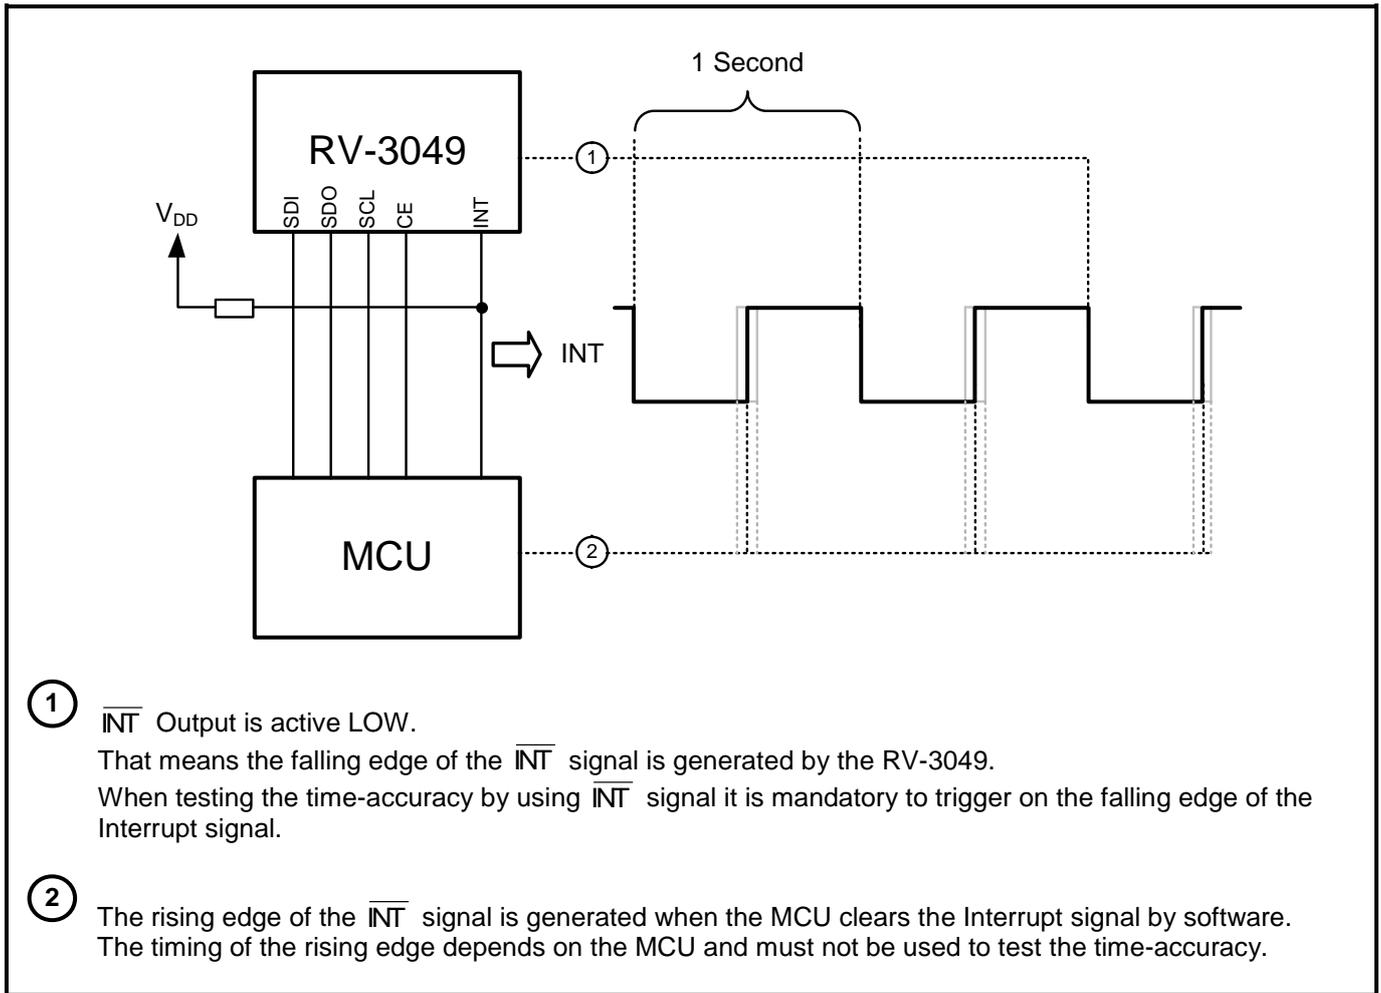 1 Second
RV-3049
1
SDI
SDO
SCL
CE
INT
VDD
INT
MCU
2
1
INT Output is active LOW.
That means the falling edge of the INT signal is generated by the RV-3049.
When testing the time-accuracy by using INT signal it is mandatory to trigger on the falling edge of the
Interrupt signal.
2
The rising edge of the INT signal is generated when the MCU clears the Interrupt signal by software.
The timing of the rising edge depends on the MCU and must not be used to test the time-accuracy.